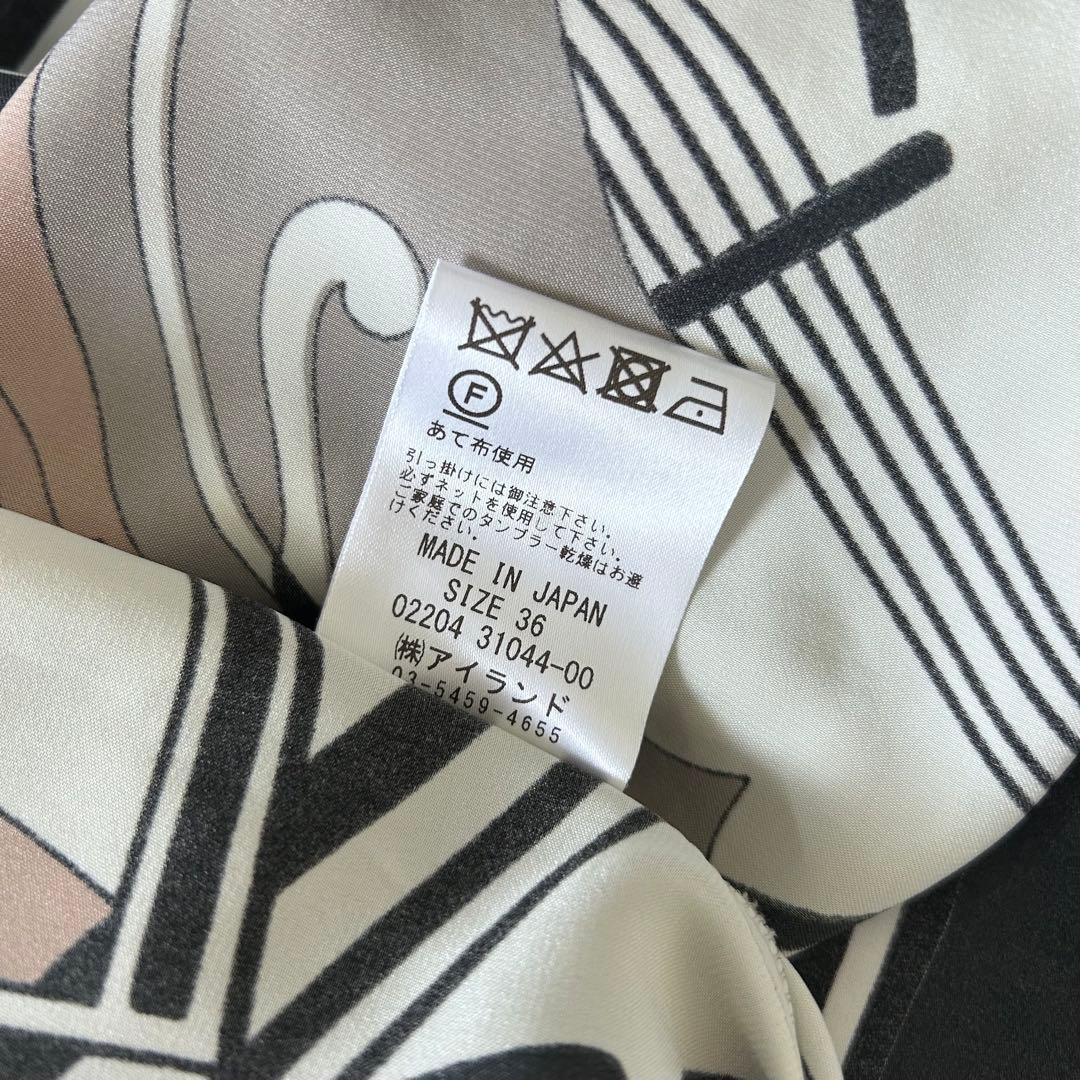 F
あて布使用
引っ掛けには御注意下さい。
必ずネットを使用して下さい。
ご家庭でのタンブラー乾燥はお避
けください。
MADE IN JAPAN
SIZE 36
02204 31044-00
㈱アイランド
03-5459-4655